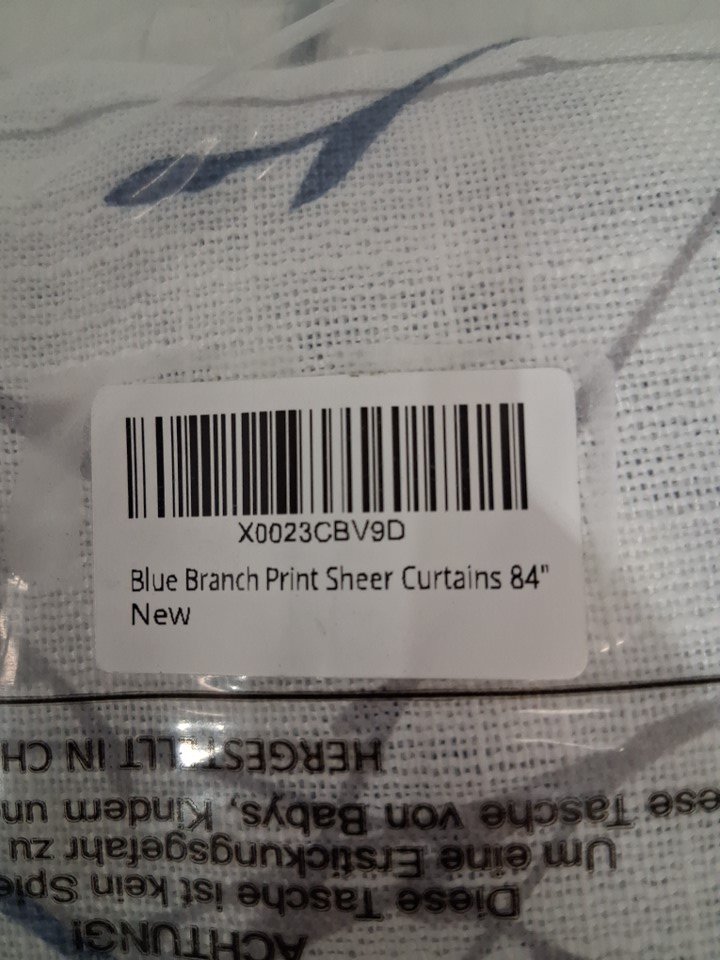 X0023CBV9D
Blue Branch Print Sheer Curtains 84"
New
ACHTUNG!
Diese Tasche ist kein
Um eine Erstickungsgefahr zu
Tasche von Babys, Kindern
HERGESTELLT IN